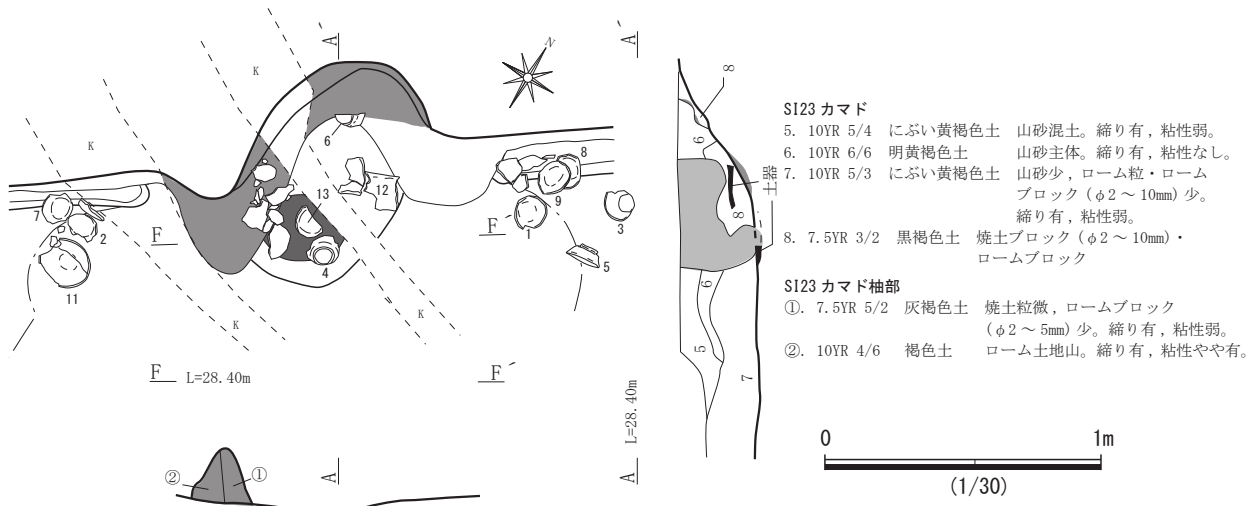 A
A
N
K
K
6
8
13
12
9
7
2
1
3
F
F
4
5
11
K
K
F L=28.40m
F
L=28.40m
②
①
A
A
8
6
土器
8
6
5
7
SI23 カマド
5. 10YR 5/4 にぶい黄褐色土 山砂混土。締り有，粘性弱。
6. 10YR 6/6 明黄褐色土 山砂主体。締り有，粘性なし。
7. 10YR 5/3 にぶい黄褐色土 山砂少，ローム粒・ローム
ブロック (φ2～10mm) 少。
締り有，粘性弱。
8. 7.5YR 3/2 黒褐色土 焼土ブロック (φ2～10mm)・
ロームブロック
SI23 カマド柚部
①. 7.5YR 5/2 灰褐色土 焼土粒微，ロームブロック
(φ2～5mm) 少。締り有，粘性弱。
②. 10YR 4/6 褐色土 ローム土地山。締り有，粘性やや有。
0 1m
(1/30)